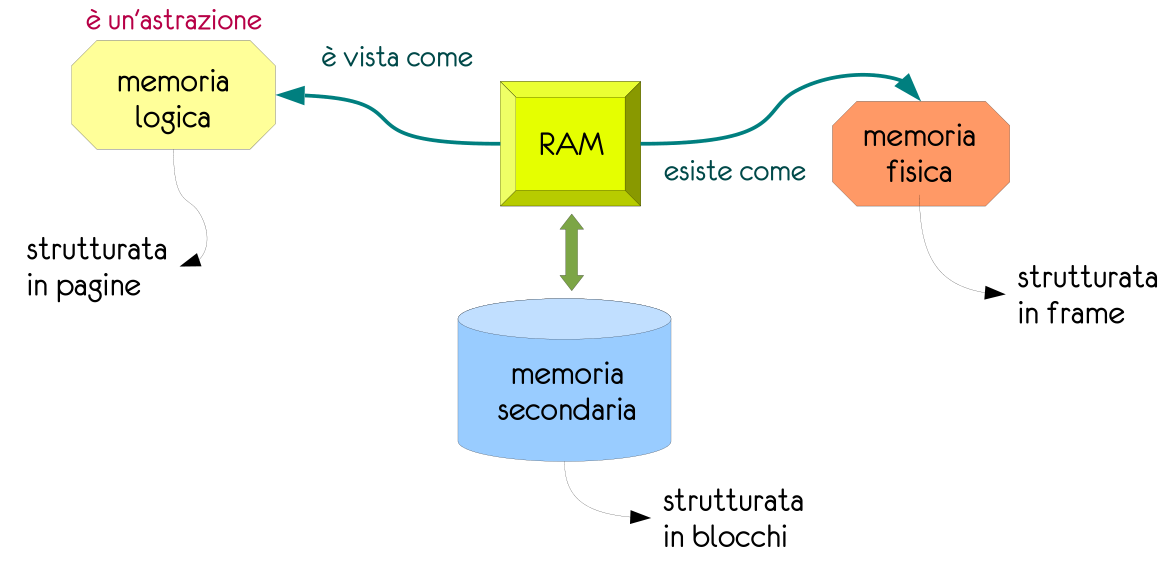 è un'astrazione
memoria
logica
è vista come
RAM
esiste come
memoria
fisica
strutturata
in pagine
strutturata
in frame
memoria
secondaria
strutturata
in blocchi